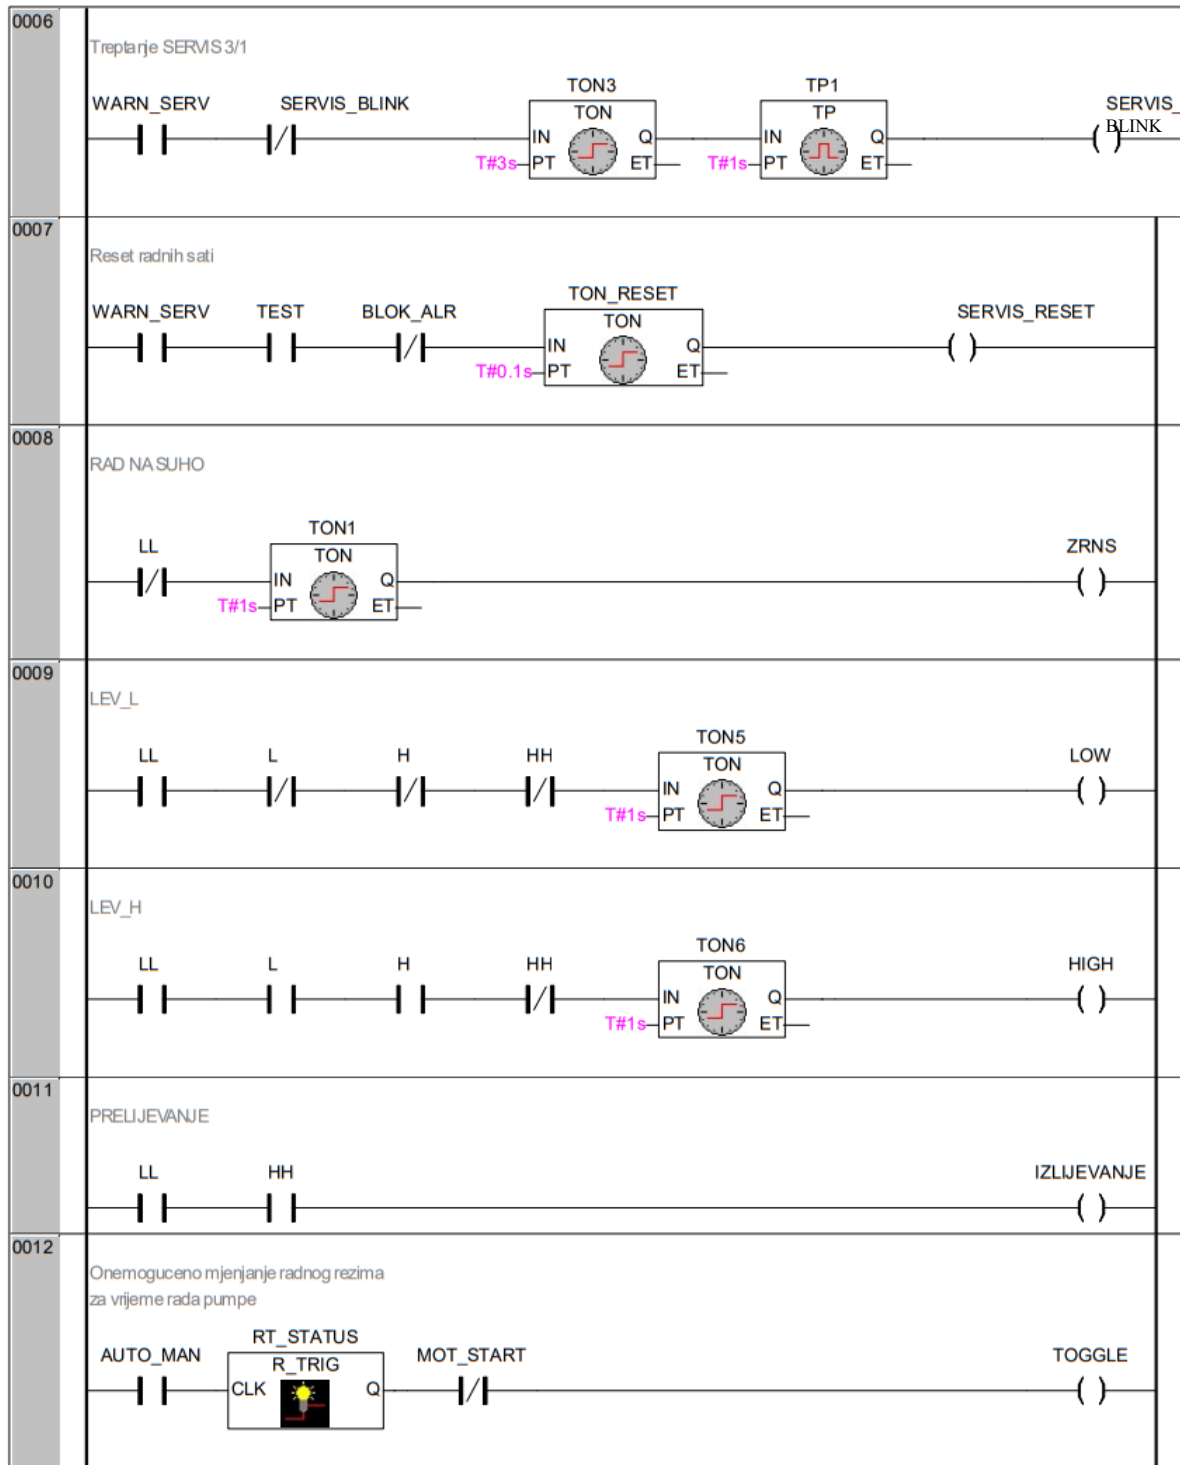 0006
Treptanje SERVIS 3/1
WARN_SERV SERVIS_BLINK TON3 TP1 SERVIS_
BLINK
TON TP
IN Q IN Q
T#3s PT ET T#1s PT ET
0007
Reset radnih sati
WARN_SERV TEST BLOK_ALR TON_RESET SERVIS_RESET
TON
IN Q
T#0.1s PT ET
0008
RAD NA SUHO
LL TON1 ZRNS
TON
IN Q
T#1s PT ET
0009
LEV_L
LL L H HH TON5 LOW
TON
IN Q
T#1s PT ET
0010
LEV_H
LL L H HH TON6 HIGH
TON
IN Q
T#1s PT ET
0011
PRELIJEVANJE
LL HH IZLIJEVANJE
0012
Onemoguceno mjenjanje radnog rezima
za vrijeme rada pumpe
AUTO_MAN RT_STATUS MOT_START TOGGLE
R_TRIG
CLK Q